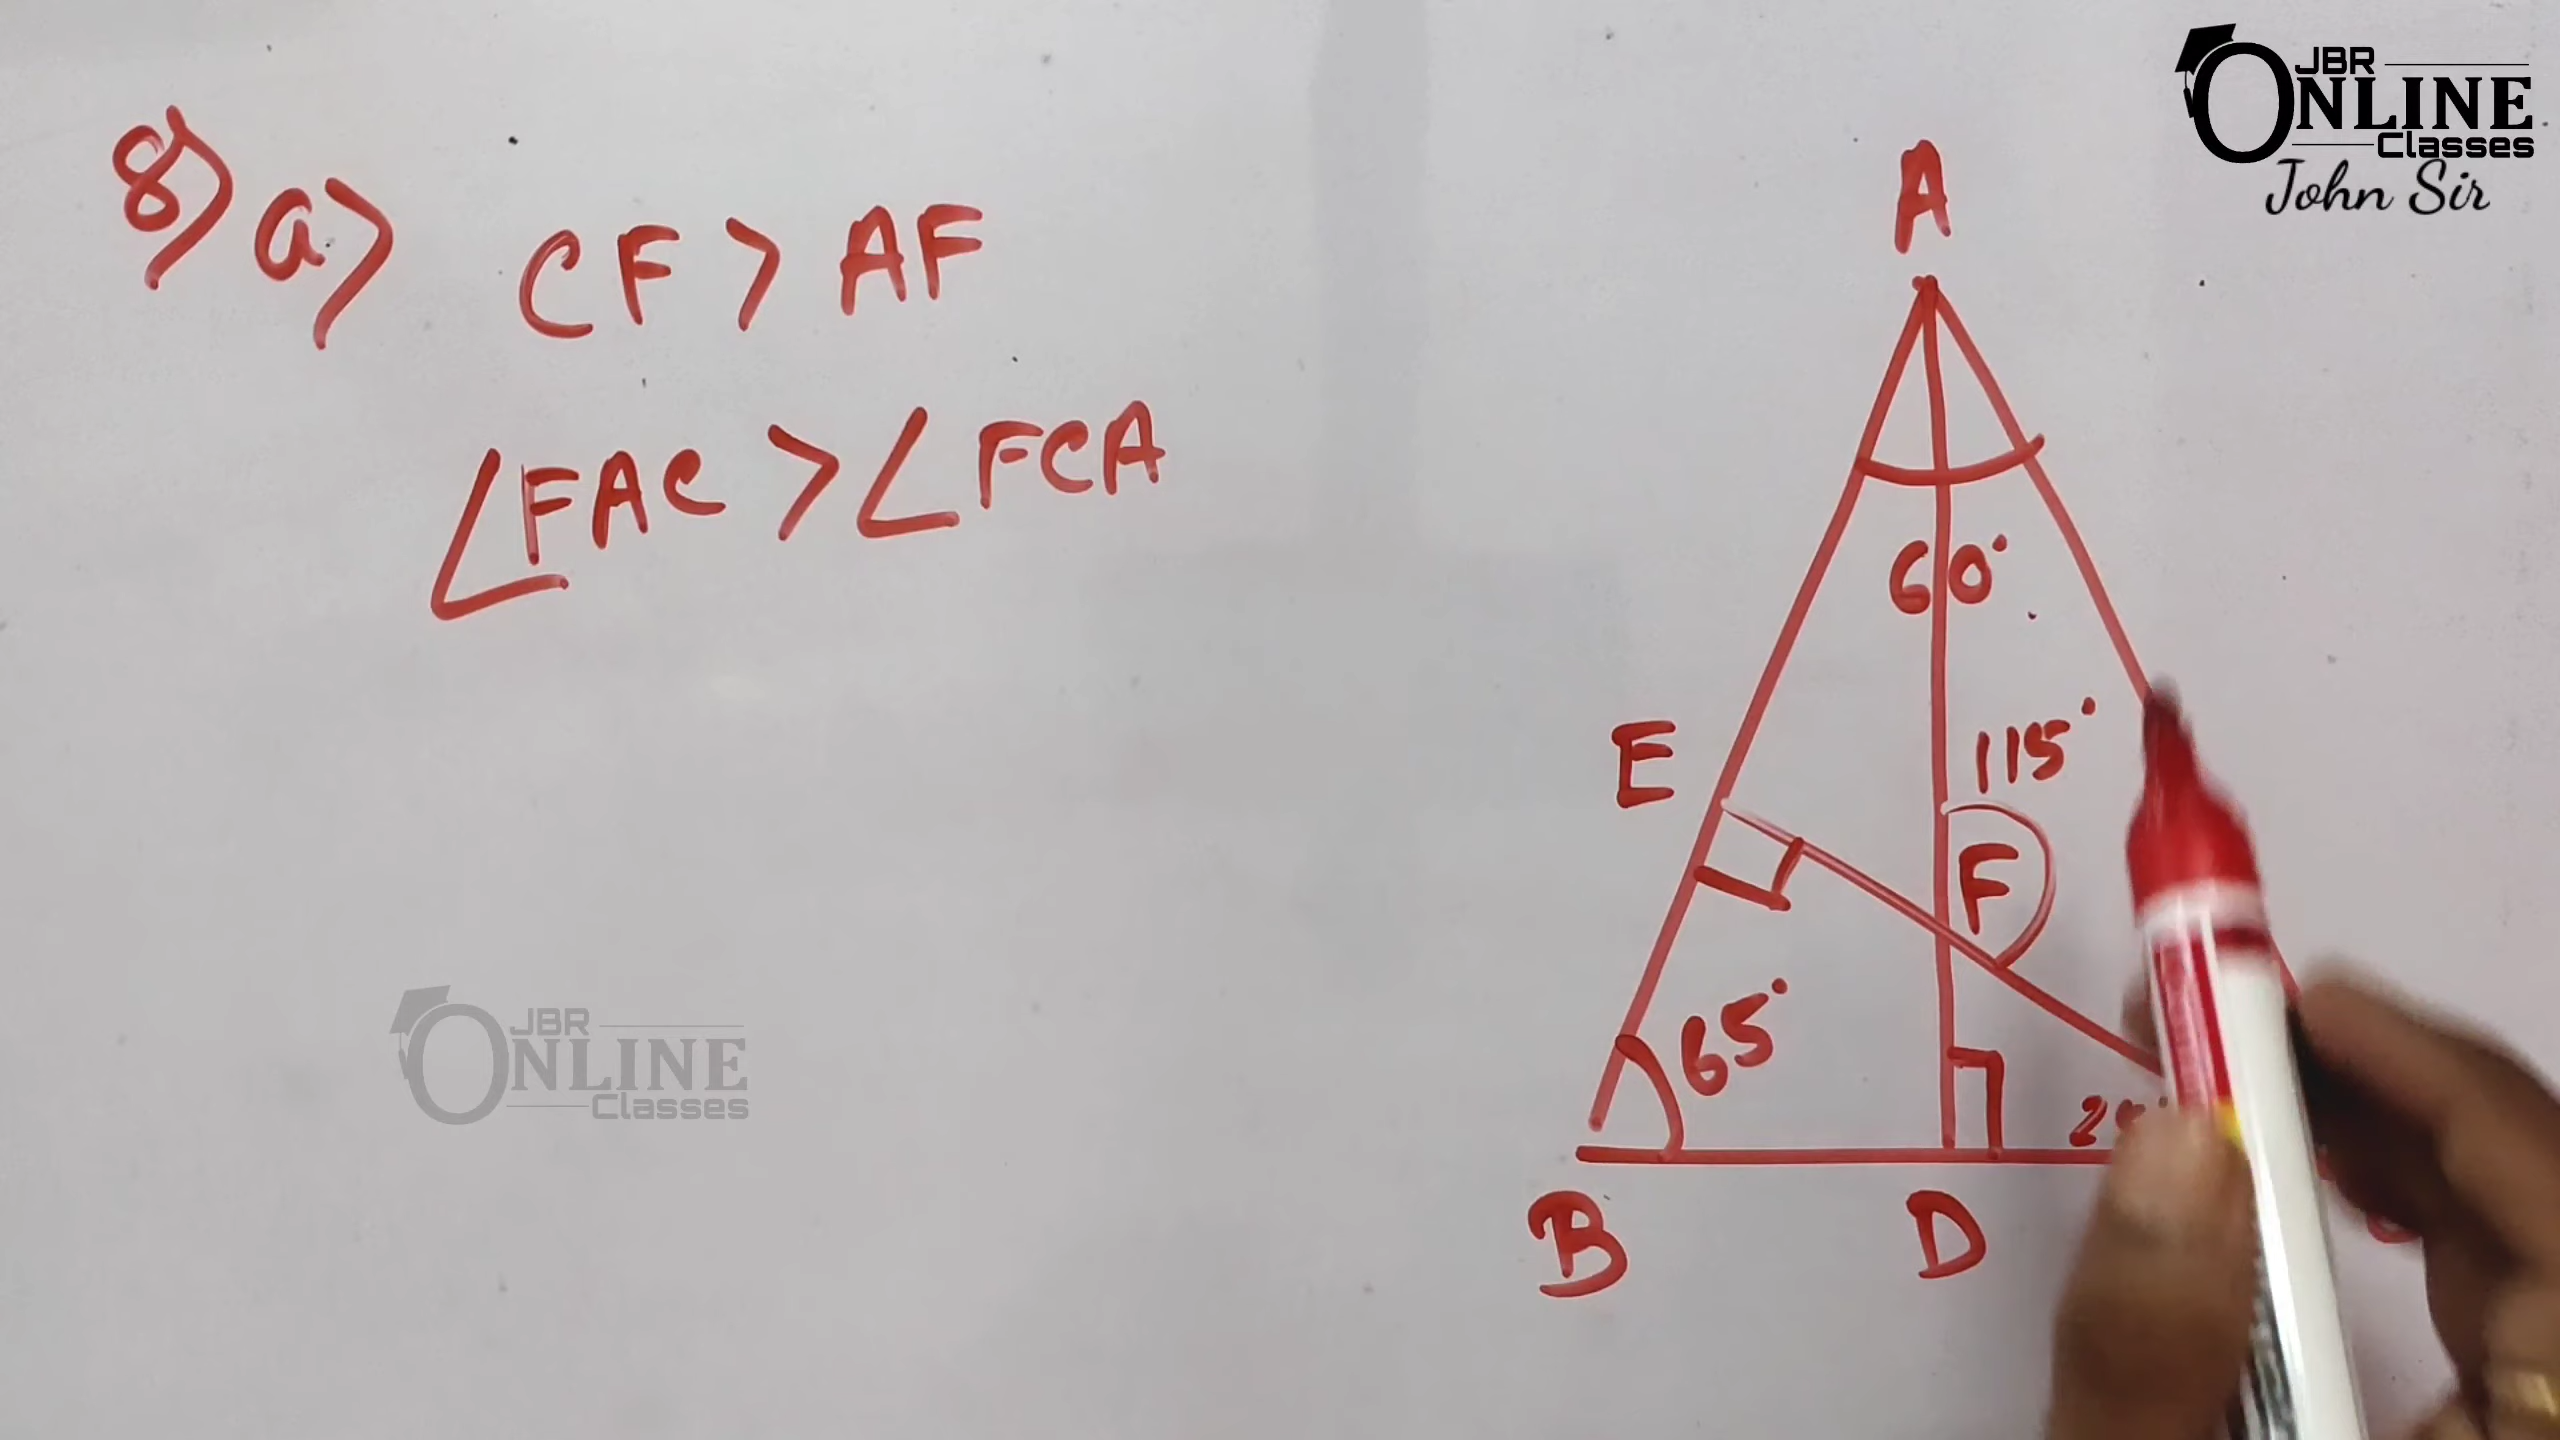 JBR
ONLINE
Classes
John Sir
8) a> CF > AF
∠FAC > ∠FCA
A
60°
E
115°
F
65°
B
D
JBR
ONLINE
Classes